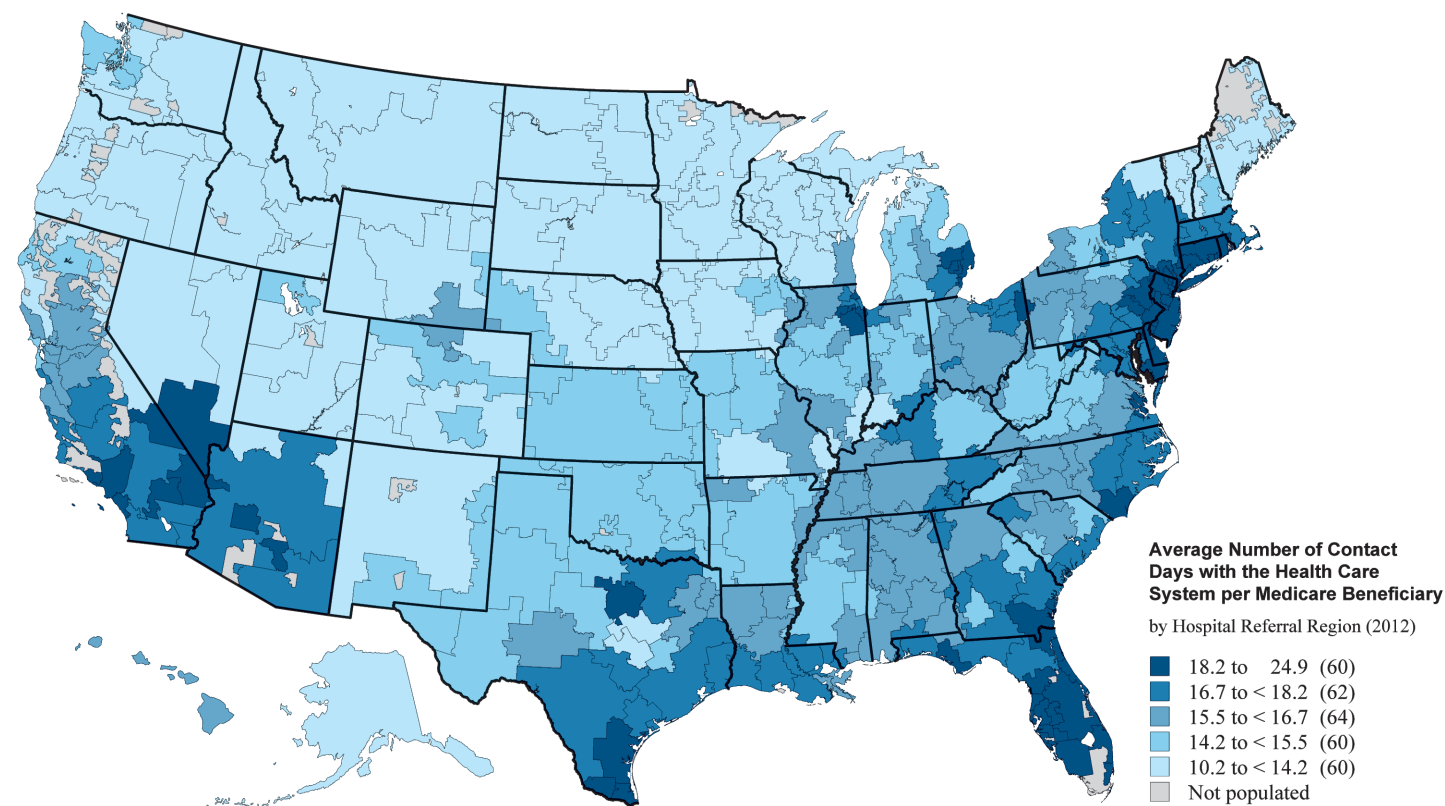 Average Number of Contact
Days with the Health Care
System per Medicare Beneficiary
by Hospital Referral Region (2012)
18.2 to 24.9 (60)
16.7 to < 18.2 (62)
15.5 to < 16.7 (64)
14.2 to < 15.5 (60)
10.2 to < 14.2 (60)
Not populated